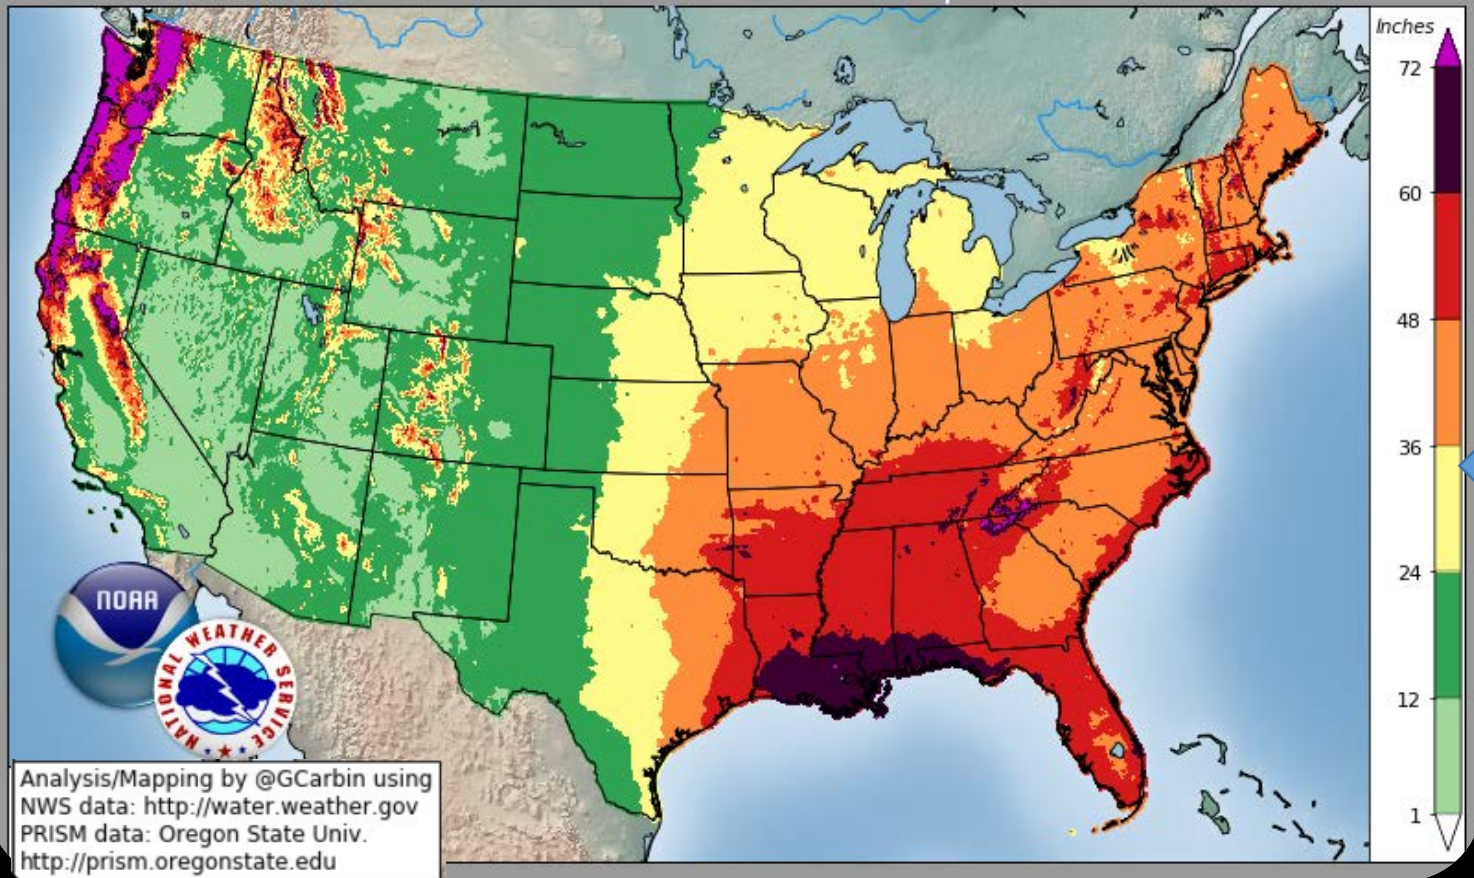 Inches
72
60
48
36
24
12
1
NOAA
NATIONAL WEATHER SERVICE
Analysis/Mapping by @GCarbin using
NWS data: http://water.weather.gov
PRISM data: Oregon State Univ.
http://prism.oregonstate.edu